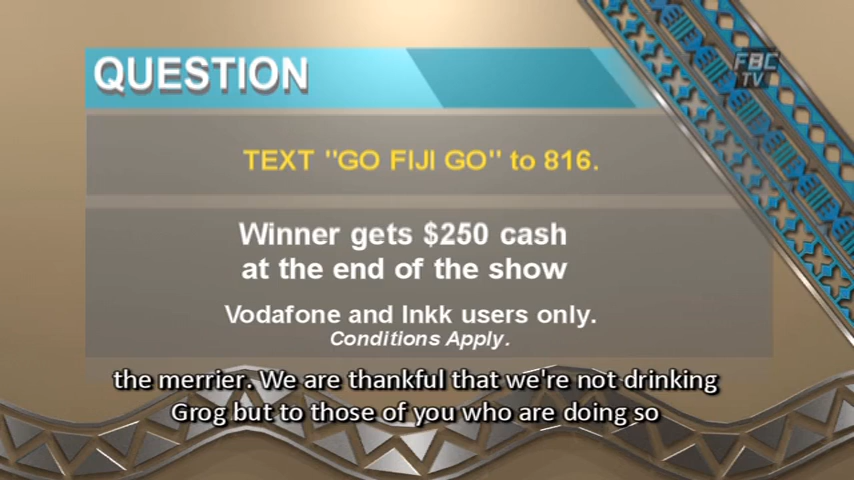 QUESTION
FBC
TV
TEXT "GO FIJI GO" to 816.
Winner gets $250 cash
at the end of the show
Vodafone and Inkk users only.
Conditions Apply.
the merrier. We are thankful that we're not drinking
Grog but to those of you who are doing so